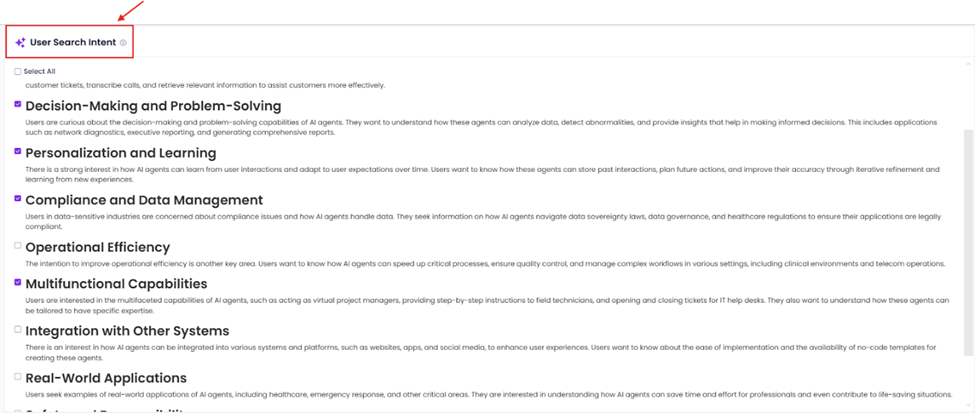 User Search Intent
Select All
customer tickets, transcribe calls, and retrieve relevant information to assist customers more effectively.
Decision-Making and Problem-Solving
Users are curious about the decision-making and problem-solving capabilities of AI agents. They want to understand how these agents can analyze data, detect abnormalities, and provide insights that help in making informed decisions. This includes applications
such as network diagnostics, executive reporting, and generating comprehensive reports.
Personalization and Learning
There is a strong interest in how AI agents can learn from user interactions and adapt to user expectations over time. Users want to know how these agents can store past interactions, plan future actions, and improve their accuracy through iterative refinement and
learning from new experiences.
Compliance and Data Management
Users in data-sensitive industries are concerned about compliance issues and how AI agents handle data. They seek information on how AI agents navigate data sovereignty laws, data governance, and healthcare regulations to ensure their applications are legally
compliant.
Operational Efficiency
The intention to improve operational efficiency is another key area. Users want to know how AI agents can speed up critical processes, ensure quality control, and manage complex workflows in various settings, including clinical environments and telecom operations.
Multifunctional Capabilities
Users are interested in the multifaceted capabilities of AI agents, such as acting as virtual project managers, providing step-by-step instructions to field technicians, and opening and closing tickets for IT help desks. They also want to understand how these agents can
be tailored to have specific expertise.
Integration with Other Systems
There is an interest in how AI agents can be integrated into various systems and platforms, such as websites, apps, and social media, to enhance user experiences. Users want to know about the ease of implementation and the availability of no-code templates for
creating these agents.
Real-World Applications
Users seek examples of real-world applications of AI agents, including healthcare, emergency response, and other critical areas. They are interested in understanding how AI agents can save time and effort for professionals and even contribute to life-saving situations.